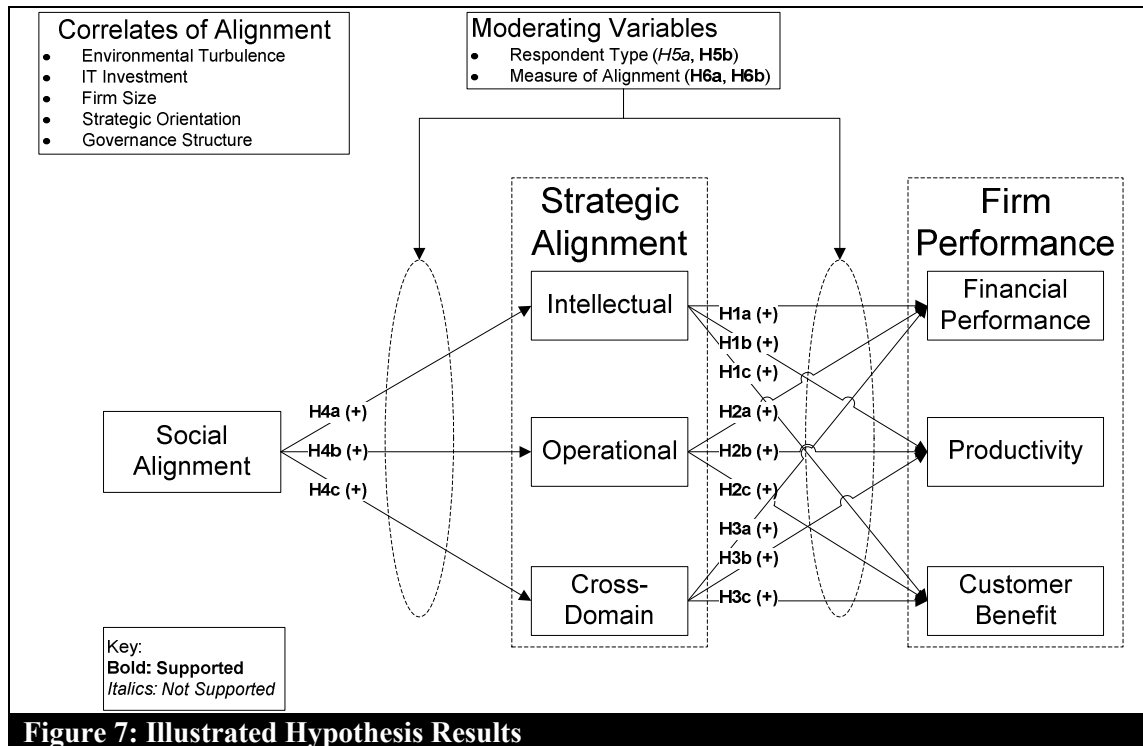 Correlates of Alignment
• Environmental Turbulence
• IT Investment
• Firm Size
• Strategic Orientation
• Governance Structure
Moderating Variables
• Respondent Type (H5a, H5b)
• Measure of Alignment (H6a, H6b)
Strategic
Alignment
Firm
Performance
Intellectual
Financial
Performance
H1a (+)
H1b (+)
H1c (+)
H4a (+)
H2a (+)
Social
Alignment
H4b (+)
Operational
H2b (+)
Productivity
H4c (+)
H2c (+)
H3a (+)
H3b (+)
Cross-
Domain
H3c (+)
Customer
Benefit
Key:
Bold: Supported
Italics: Not Supported
Figure 7: Illustrated Hypothesis Results